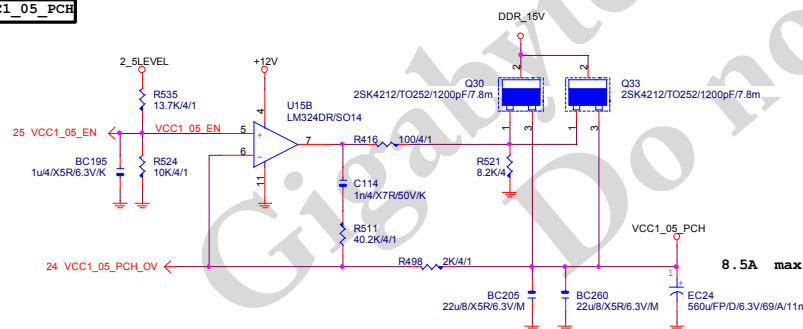 C1_05_PCH
DDR_15V
2_5LEVEL
+12V
Q30
2SK4212/TO252/1200pF/7.8m
Q33
2SK4212/TO252/1200pF/7.8m
2
2
R535
13.7K/4/1
U15B
LM324DR/SO14
4
25 VCC1_05_EN
VCC1_05_EN
5
+
7
R416
100/4/1
1
3
1
3
6
-
11
BC195
1u/4/X5R/6.3V/K
R524
10K/4/1
C114
1n/4/X7R/50V/K
R521
8.2K/4
R511
40.2K/4/1
VCC1_05_PCH
24 VCC1_05_PCH_OV
R498
2K/4/1
8.5A max
1
+
BC205
22u/8/X5R/6.3V/M
BC260
22u/8/X5R/6.3V/M
EC24
560u/FP/D/6.3V/69/A/11m
Gigabyte
Do no